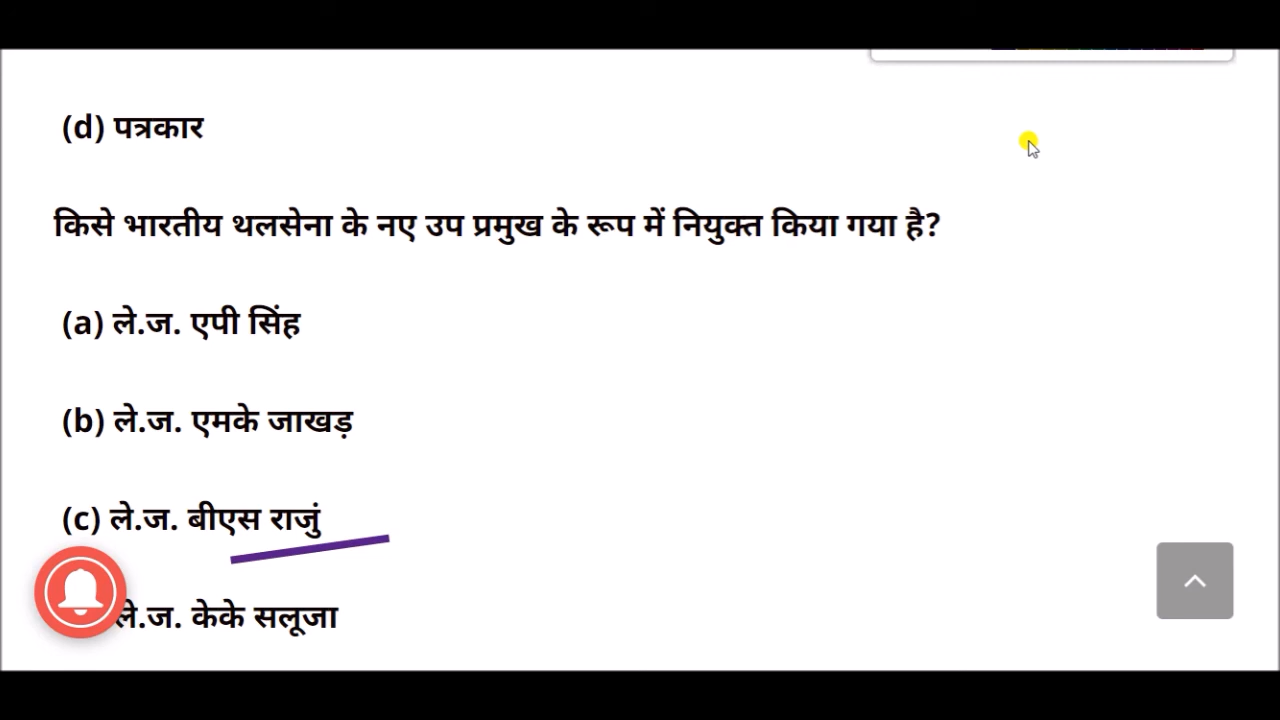 (d) पत्रकार
किसे भारतीय थलसेना के नए उप प्रमुख के रूप में नियुक्त किया गया है?
(a) ले.ज. एपी सिंह
(b) ले.ज. एमके जाखड़
(c) ले.ज. बीएस राजुं
ले.ज. केके सलूजा